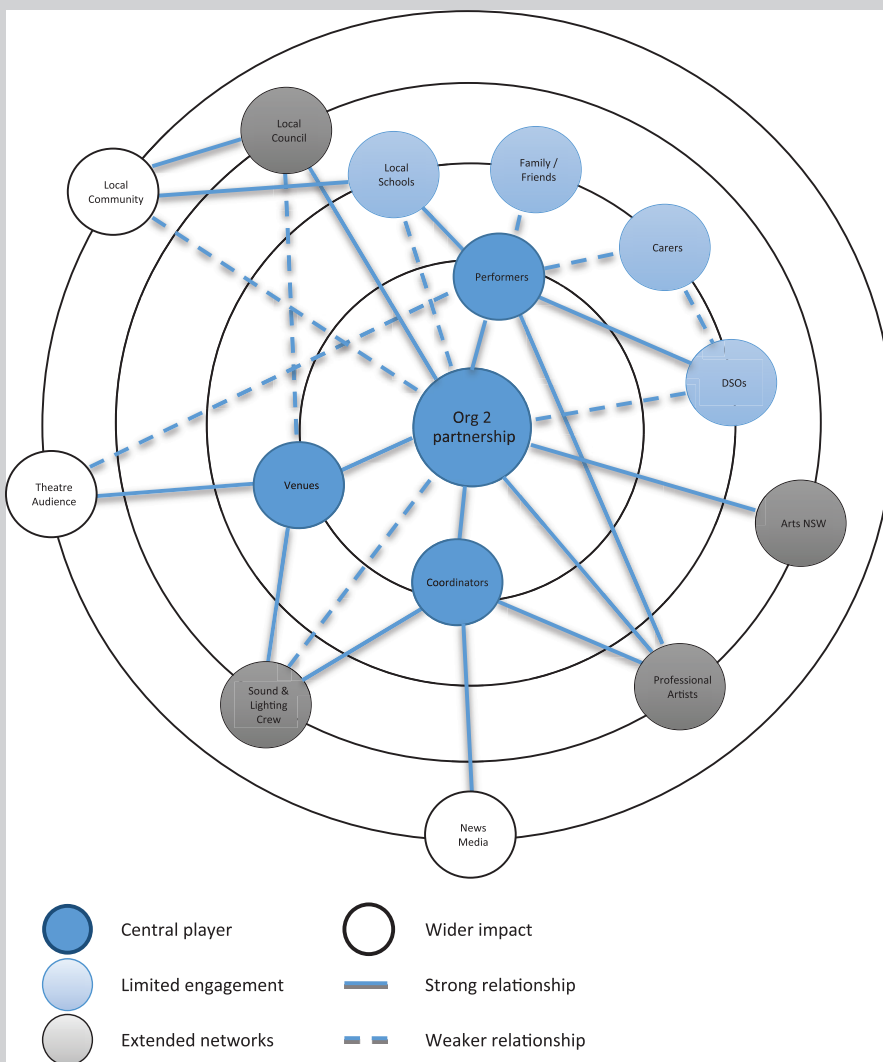 Local
Council
Local
Community
Local
Schools
Family /
Friends
Carers
Performers
DSOs
Org 2
partnership
Theatre
Audience
Venues
Arts NSW
Coordinators
Sound &
Lighting
Crew
Professional
Artists
News
Media
Central player
Wider impact
Limited engagement
Strong relationship
Extended networks
Weaker relationship